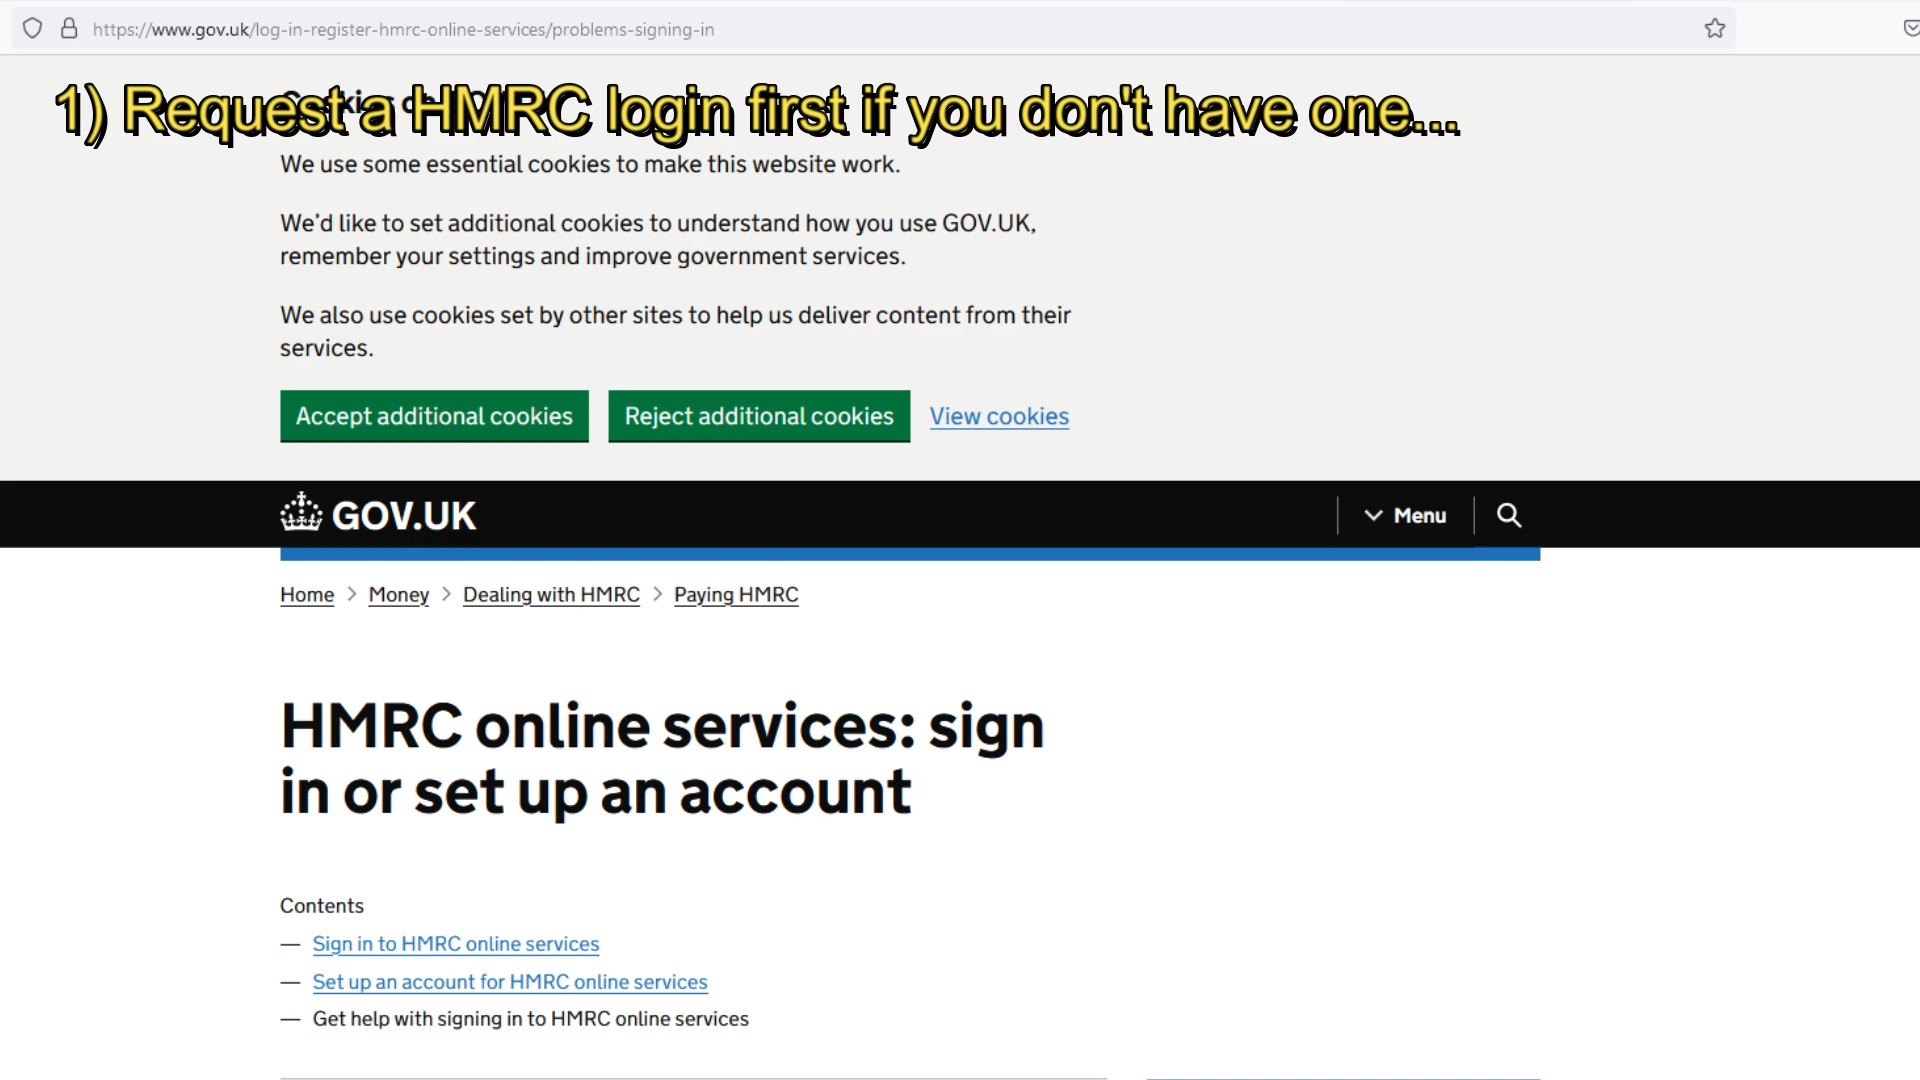 https://www.gov.uk/log-in-register-hmrc-online-services/problems-signing-in
1) Request a HMRC login first if you don't have one...
We use some essential cookies to make this website work.
We'd like to set additional cookies to understand how you use GOV.UK,
remember your settings and improve government services.
We also use cookies set by other sites to help us deliver content from their
services.
Accept additional cookies
Reject additional cookies
View cookies
GOV.UK
Menu
Home > Money > Dealing with HMRC > Paying HMRC
HMRC online services: sign
in or set up an account
Contents
— Sign in to HMRC online services
— Set up an account for HMRC online services
— Get help with signing in to HMRC online services